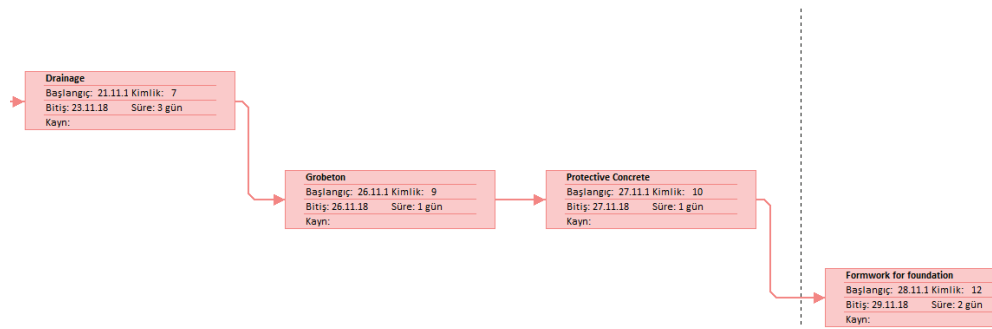 Drainage
Başlangıç: 21.11.1 Kimlik: 7
Bitiş: 23.11.18 Süre: 3 gün
Kayn:
Grobeton
Başlangıç: 26.11.1 Kimlik: 9
Bitiş: 26.11.18 Süre: 1 gün
Kayn:
Protective Concrete
Başlangıç: 27.11.1 Kimlik: 10
Bitiş: 27.11.18 Süre: 1 gün
Kayn:
Formwork for foundation
Başlangıç: 28.11.1 Kimlik: 12
Bitiş: 29.11.18 Süre: 2 gün
Kayn: